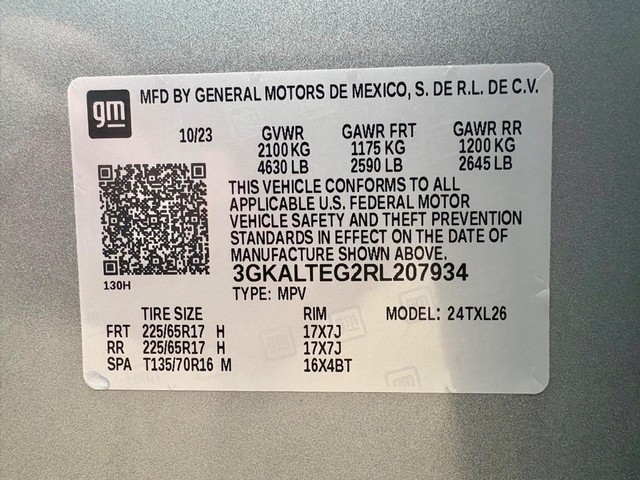 gm MFD BY GENERAL MOTORS DE MEXICO, S. DE R.L. DE C.V.
10/23 GVWR GAWR FRT GAWR RR
2100 KG 1175 KG 1200 KG
4630 LB 2590 LB 2645 LB
THIS VEHICLE CONFORMS TO ALL
APPLICABLE U.S. FEDERAL MOTOR
VEHICLE SAFETY AND THEFT PREVENTION
STANDARDS IN EFFECT ON THE DATE OF
MANUFACTURE SHOWN ABOVE.
3GKALTEG2RL207934
130H
TYPE: MPV
TIRE SIZE RIM MODEL: 24TXL26
FRT 225/65R17 H 17X7J
RR 225/65R17 H 17X7J
SPA T135/70R16 M 16X4BT